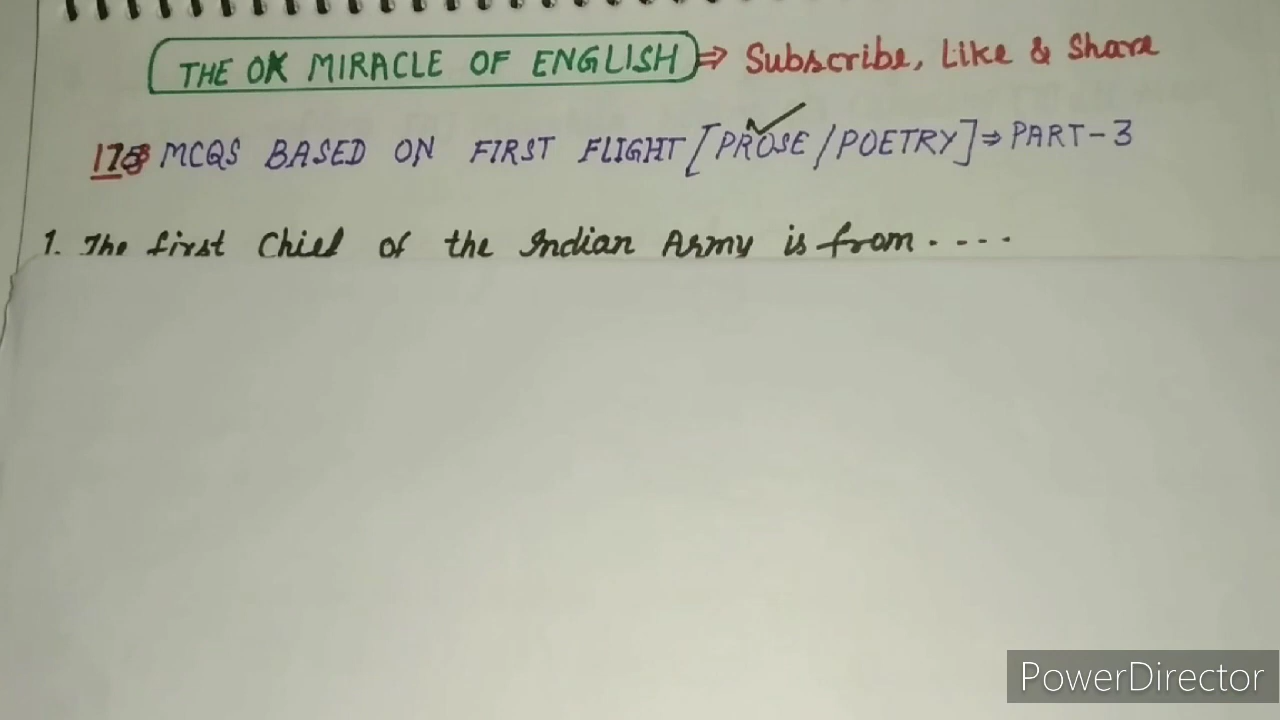 THE OK MIRACLE OF ENGLISH ⇒ Subscribe, Like & Share
MCQS BASED ON FIRST FLIGHT [PROSE/POETRY] ⇒ PART-3
1. The first Chief of the Indian Army is from ....
PowerDirector